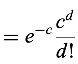 = e^{-c} \frac{c^d}{d!}